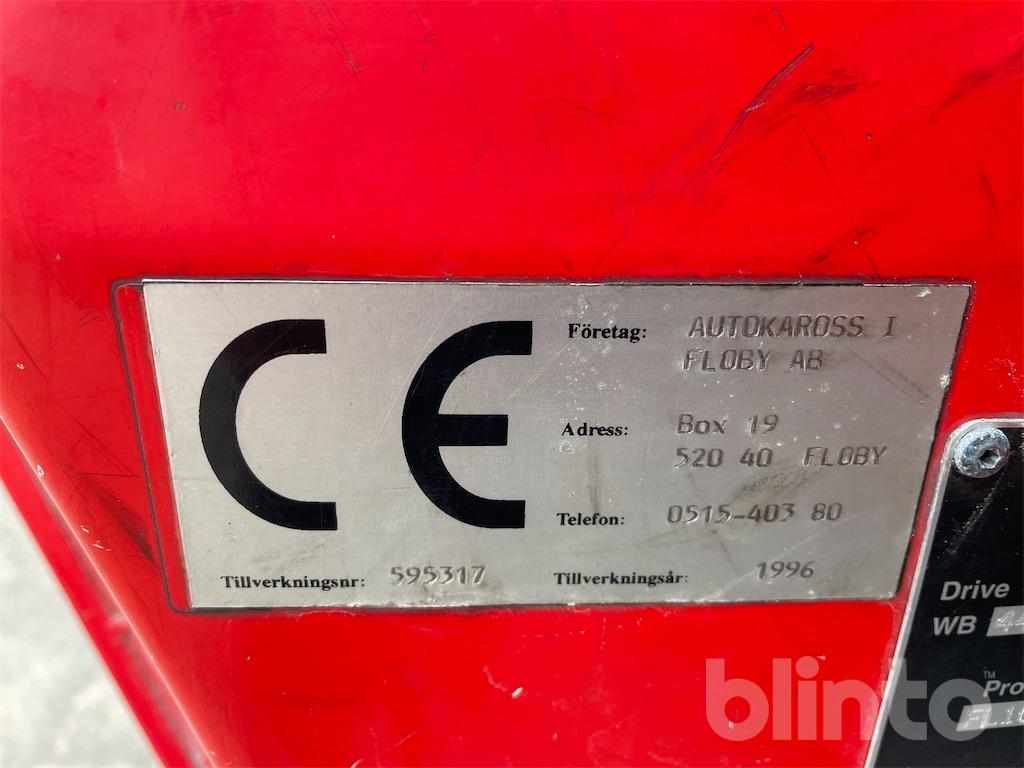 CE
Företag: AUTOKAROSS I
FLOBY AB
Adress: Box 19
520 40 FLOBY
Telefon: 0515-403 80
Tillverkningsnr: 595317 Tillverkningsår: 1996
Drive
WB
blinto